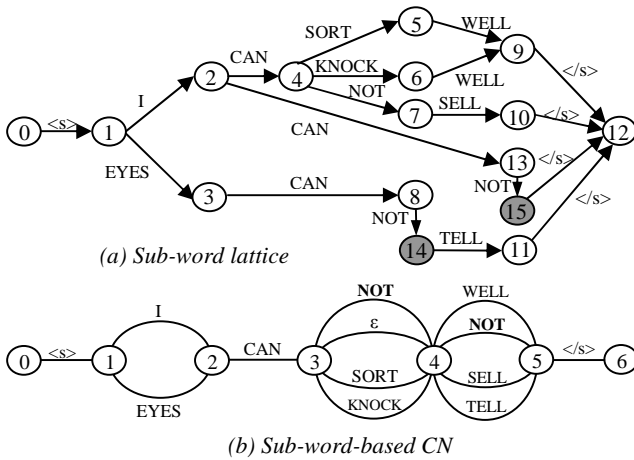 SORT
5
WELL
9
CAN
KNOCK
</s>
2
4
6
WELL
I
NOT
SELL
</s>
7
10
0
<s>
1
CAN
12
13
</s>
EYES
CAN
NOT
</s>
3
8
15
NOT
TELL
14
11
(a) Sub-word lattice
NOT
WELL
I
ε
NOT
0
<s>
1
2
CAN
3
4
5
</s>
6
SORT
SELL
EYES
KNOCK
TELL
(b) Sub-word-based CN